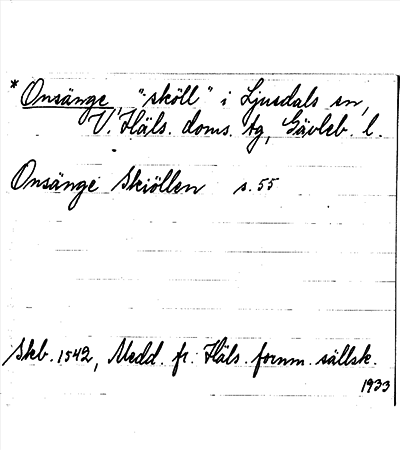 * Onsänge, "sköll" i Ljusdals sn,
V. Häls. doms. tg, Gävleb. l.
Onsänge Skiöllen s. 55
Skb. 1542, Medd. fr. Häls. fornm. sällsk.
1933